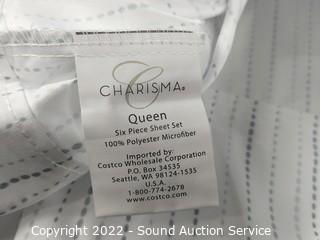 CHARISMA®
Queen
Six Piece Sheet Set
100% Polyester Microfiber
Imported by:
Costco Wholesale Corporation
P.O. Box 34535
Seattle, WA 98124-1535
U.S.A.
1-800-774-2678
www.costco.com
Copyright 2022 - Sound Auction Service